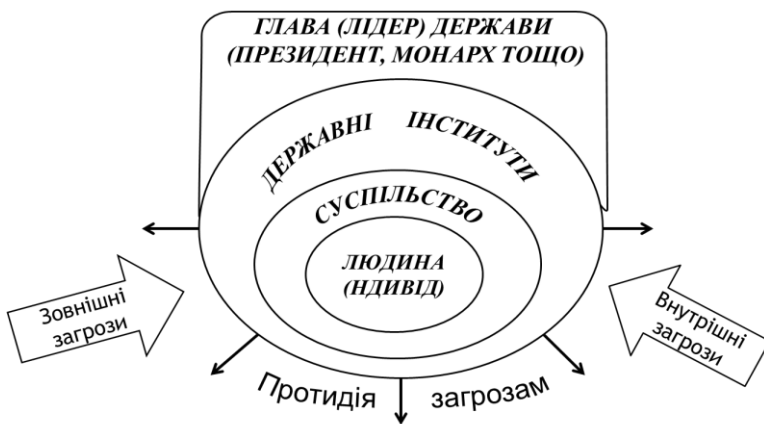 ГЛАВА (ЛІДЕР) ДЕРЖАВИ
(ПРЕЗИДЕНТ, МОНАРХ ТОЩО)
ДЕРЖАВНІ ІНСТИТУТИ
СУСПІЛЬСТВО
ЛЮДИНА
(НДИВІД)
Зовнішні
загрози
Внутрішні
загрози
Протидія загрозам